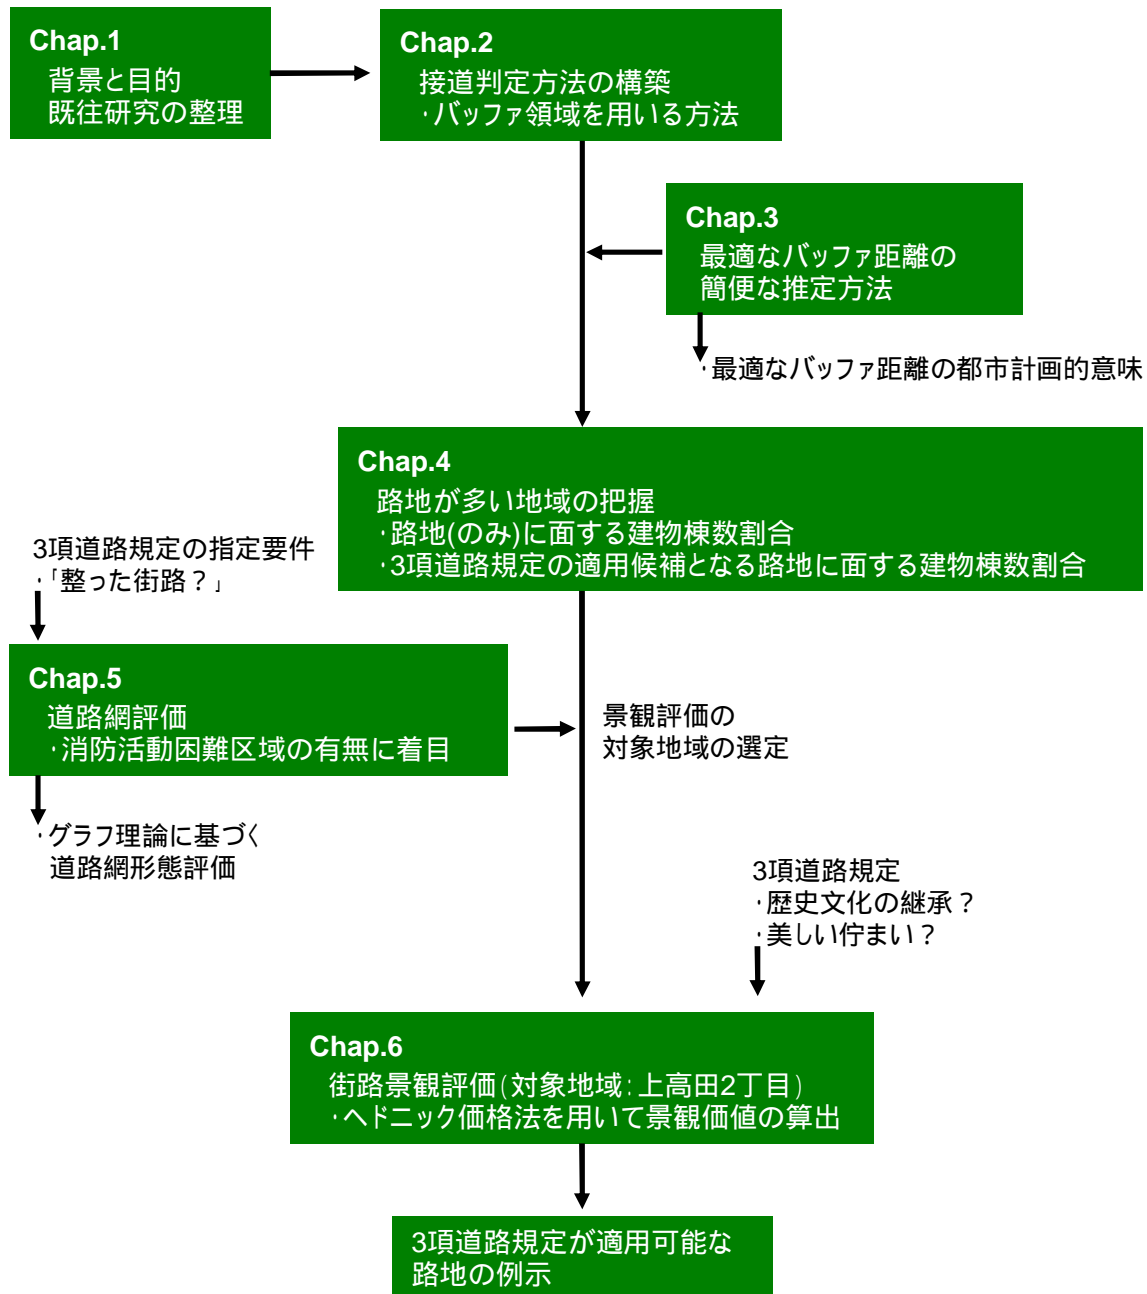 Chap.1
背景と目的
既往研究の整理
Chap.2
接道判定方法の構築
・バッファ領域を用いる方法
Chap.3
最適なバッファ距離の
簡便な推定方法
・最適なバッファ距離の都市計画的意味
Chap.4
路地が多い地域の把握
・路地(のみ)に面する建物棟数割合
・3項道路規定の適用候補となる路地に面する建物棟数割合
3項道路規定の指定要件
・「整った街路？」
Chap.5
道路網評価
・消防活動困難区域の有無に着目
景観評価の
対象地域の選定
・グラフ理論に基づく
道路網形態評価
3項道路規定
・歴史文化の継承？
・美しい佇まい？
Chap.6
街路景観評価(対象地域:上高田2丁目)
・ヘドニック価格法を用いて景観価値の算出
3項道路規定が適用可能な
路地の例示